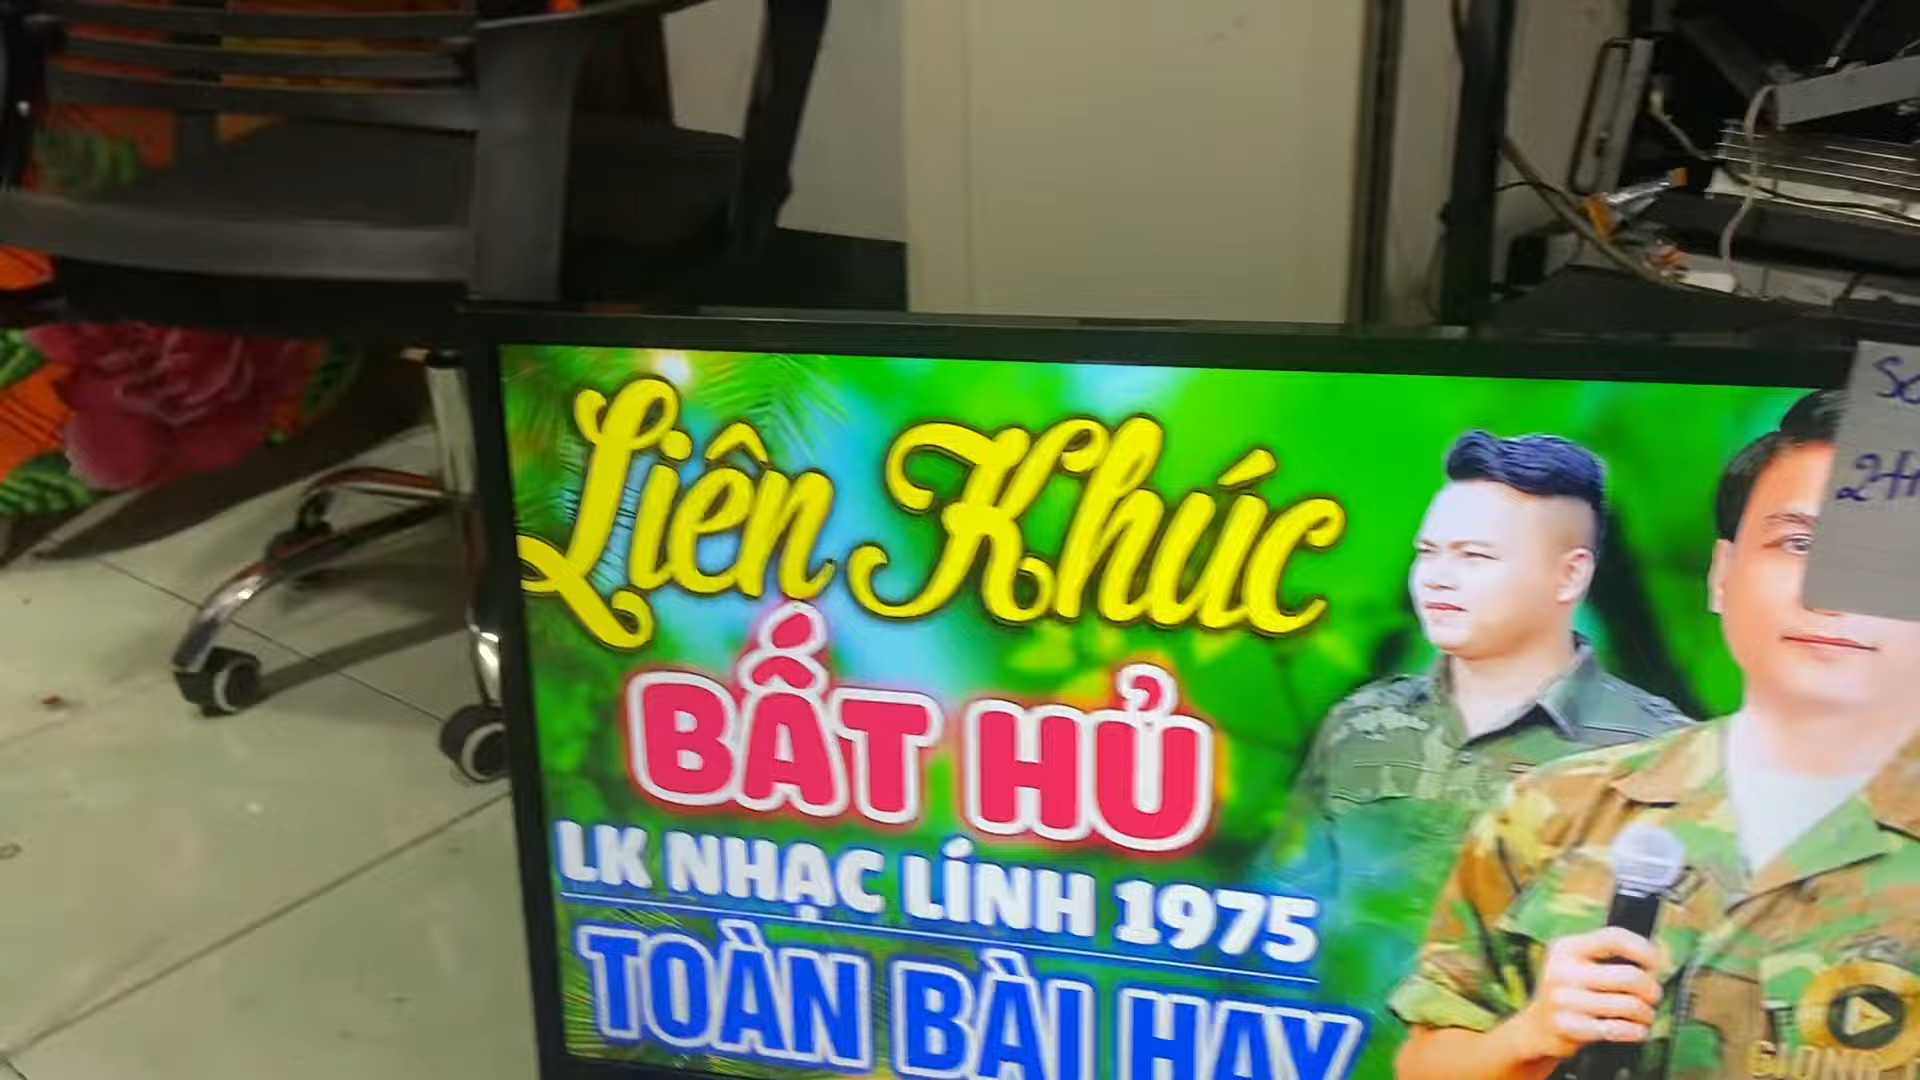 Liên Khúc
BẤT HỦ
LK NHẠC LÍNH 1975
TOÀN BÀI HAY